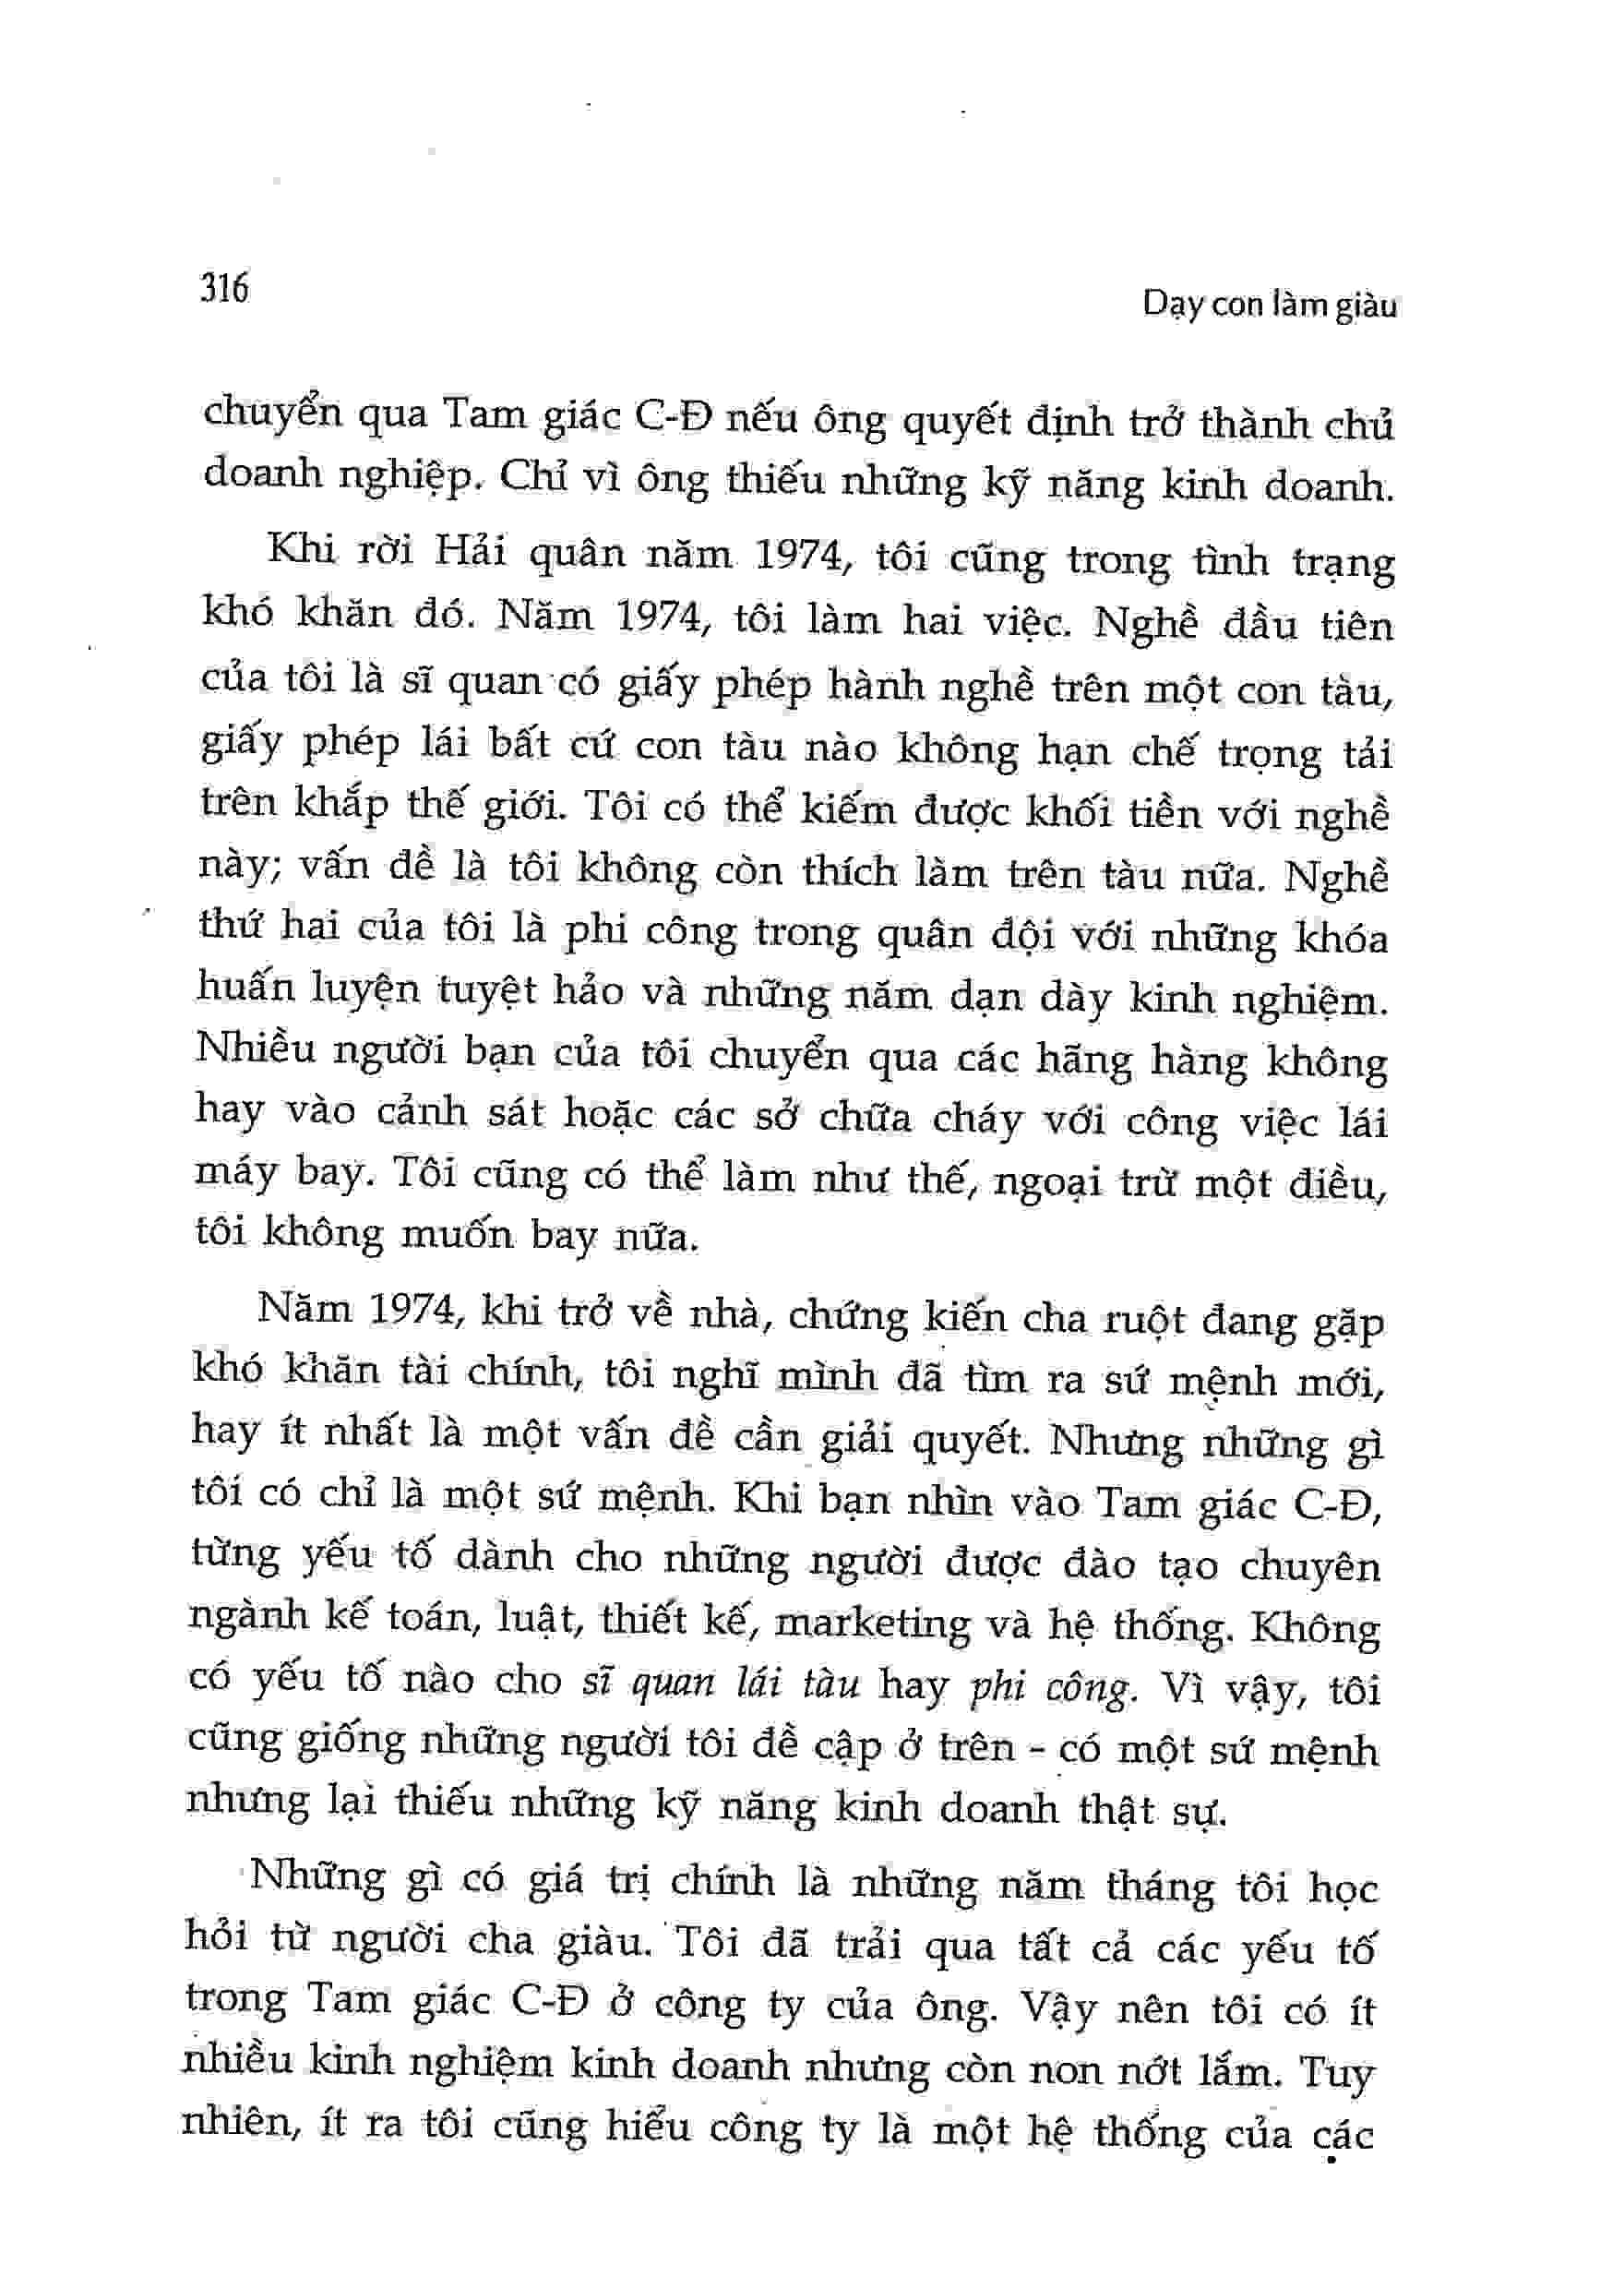 316
Dạy con làm giàu
chuyển qua Tam giác C-Đ nếu ông quyết định trở thành chủ
doanh nghiệp. Chỉ vì ông thiếu những kỹ năng kinh doanh.
Khi rời Hải quân năm 1974, tôi cũng trong tình trạng
khó khăn đó. Năm 1974, tôi làm hai việc. Nghề đầu tiên
của tôi là sĩ quan có giấy phép hành nghề trên một con tàu,
giấy phép lái bất cứ con tàu nào không hạn chế trọng tải
trên khắp thế giới. Tôi có thể kiếm được khối tiền với nghề
này; vấn đề là tôi không còn thích làm trên tàu nữa. Nghề
thứ hai của tôi là phi công trong quân đội với những khóa
huấn luyện tuyệt hảo và những năm dạn dày kinh nghiệm.
Nhiều người bạn của tôi chuyển qua các hãng hàng không
hay vào cảnh sát hoặc các sở chữa cháy với công việc lái
máy bay. Tôi cũng có thể làm như thế, ngoại trừ một điều,
tôi không muốn bay nữa.
Năm 1974, khi trở về nhà, chứng kiến cha ruột đang gặp
khó khăn tài chính, tôi nghĩ mình đã tìm ra sứ mệnh mới,
hay ít nhất là một vấn đề cần giải quyết. Nhưng những gì
tôi có chỉ là một sứ mệnh. Khi bạn nhìn vào Tam giác C-Đ,
từng yếu tố dành cho những người được đào tạo chuyên
ngành kế toán, luật, thiết kế, marketing và hệ thống. Không
có yếu tố nào cho sĩ quan lái tàu hay phi công. Vì vậy, tôi
cũng giống những người tôi đề cập ở trên - có một sứ mệnh
nhưng lại thiếu những kỹ năng kinh doanh thật sự.
Những gì có giá trị chính là những năm tháng tôi học
hỏi từ người cha giàu. Tôi đã trải qua tất cả các yếu tố
trong Tam giác C-Đ ở công ty của ông. Vậy nên tôi có ít
nhiều kinh nghiệm kinh doanh nhưng còn non nớt lắm. Tuy
nhiên, ít ra tôi cũng hiểu công ty là một hệ thống của các